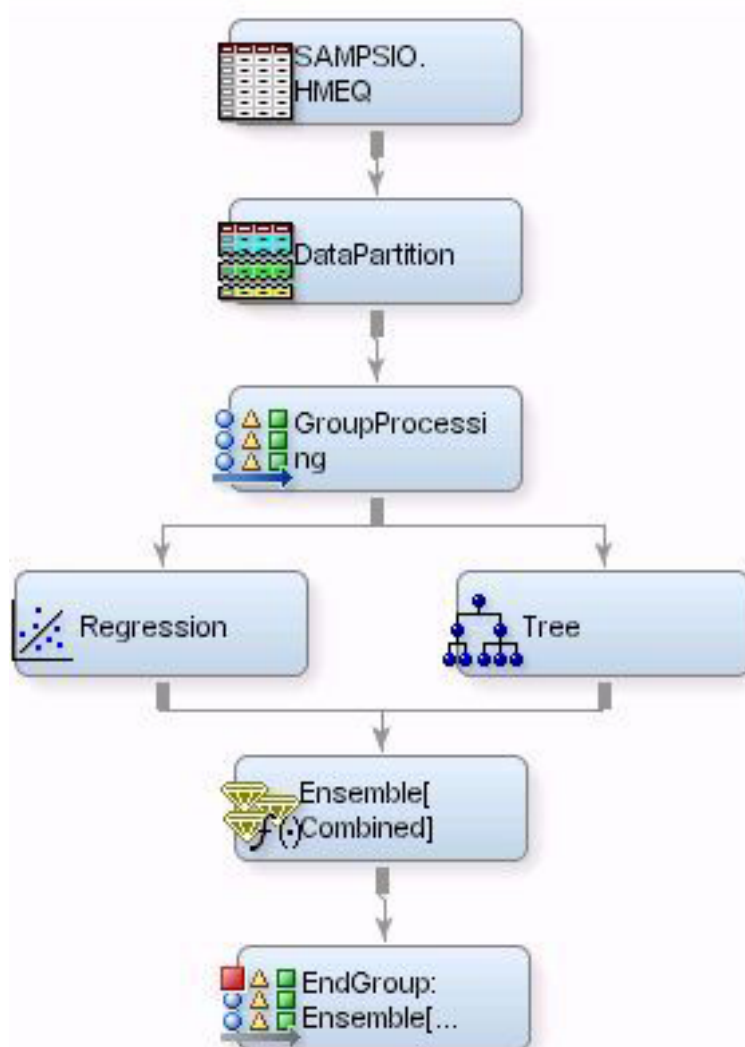 SAMPSIO.
HMEQ
DataPartition
GroupProcessi
ng
Regression
Tree
Ensemble[
f(·)Combined]
EndGroup:
Ensemble[...